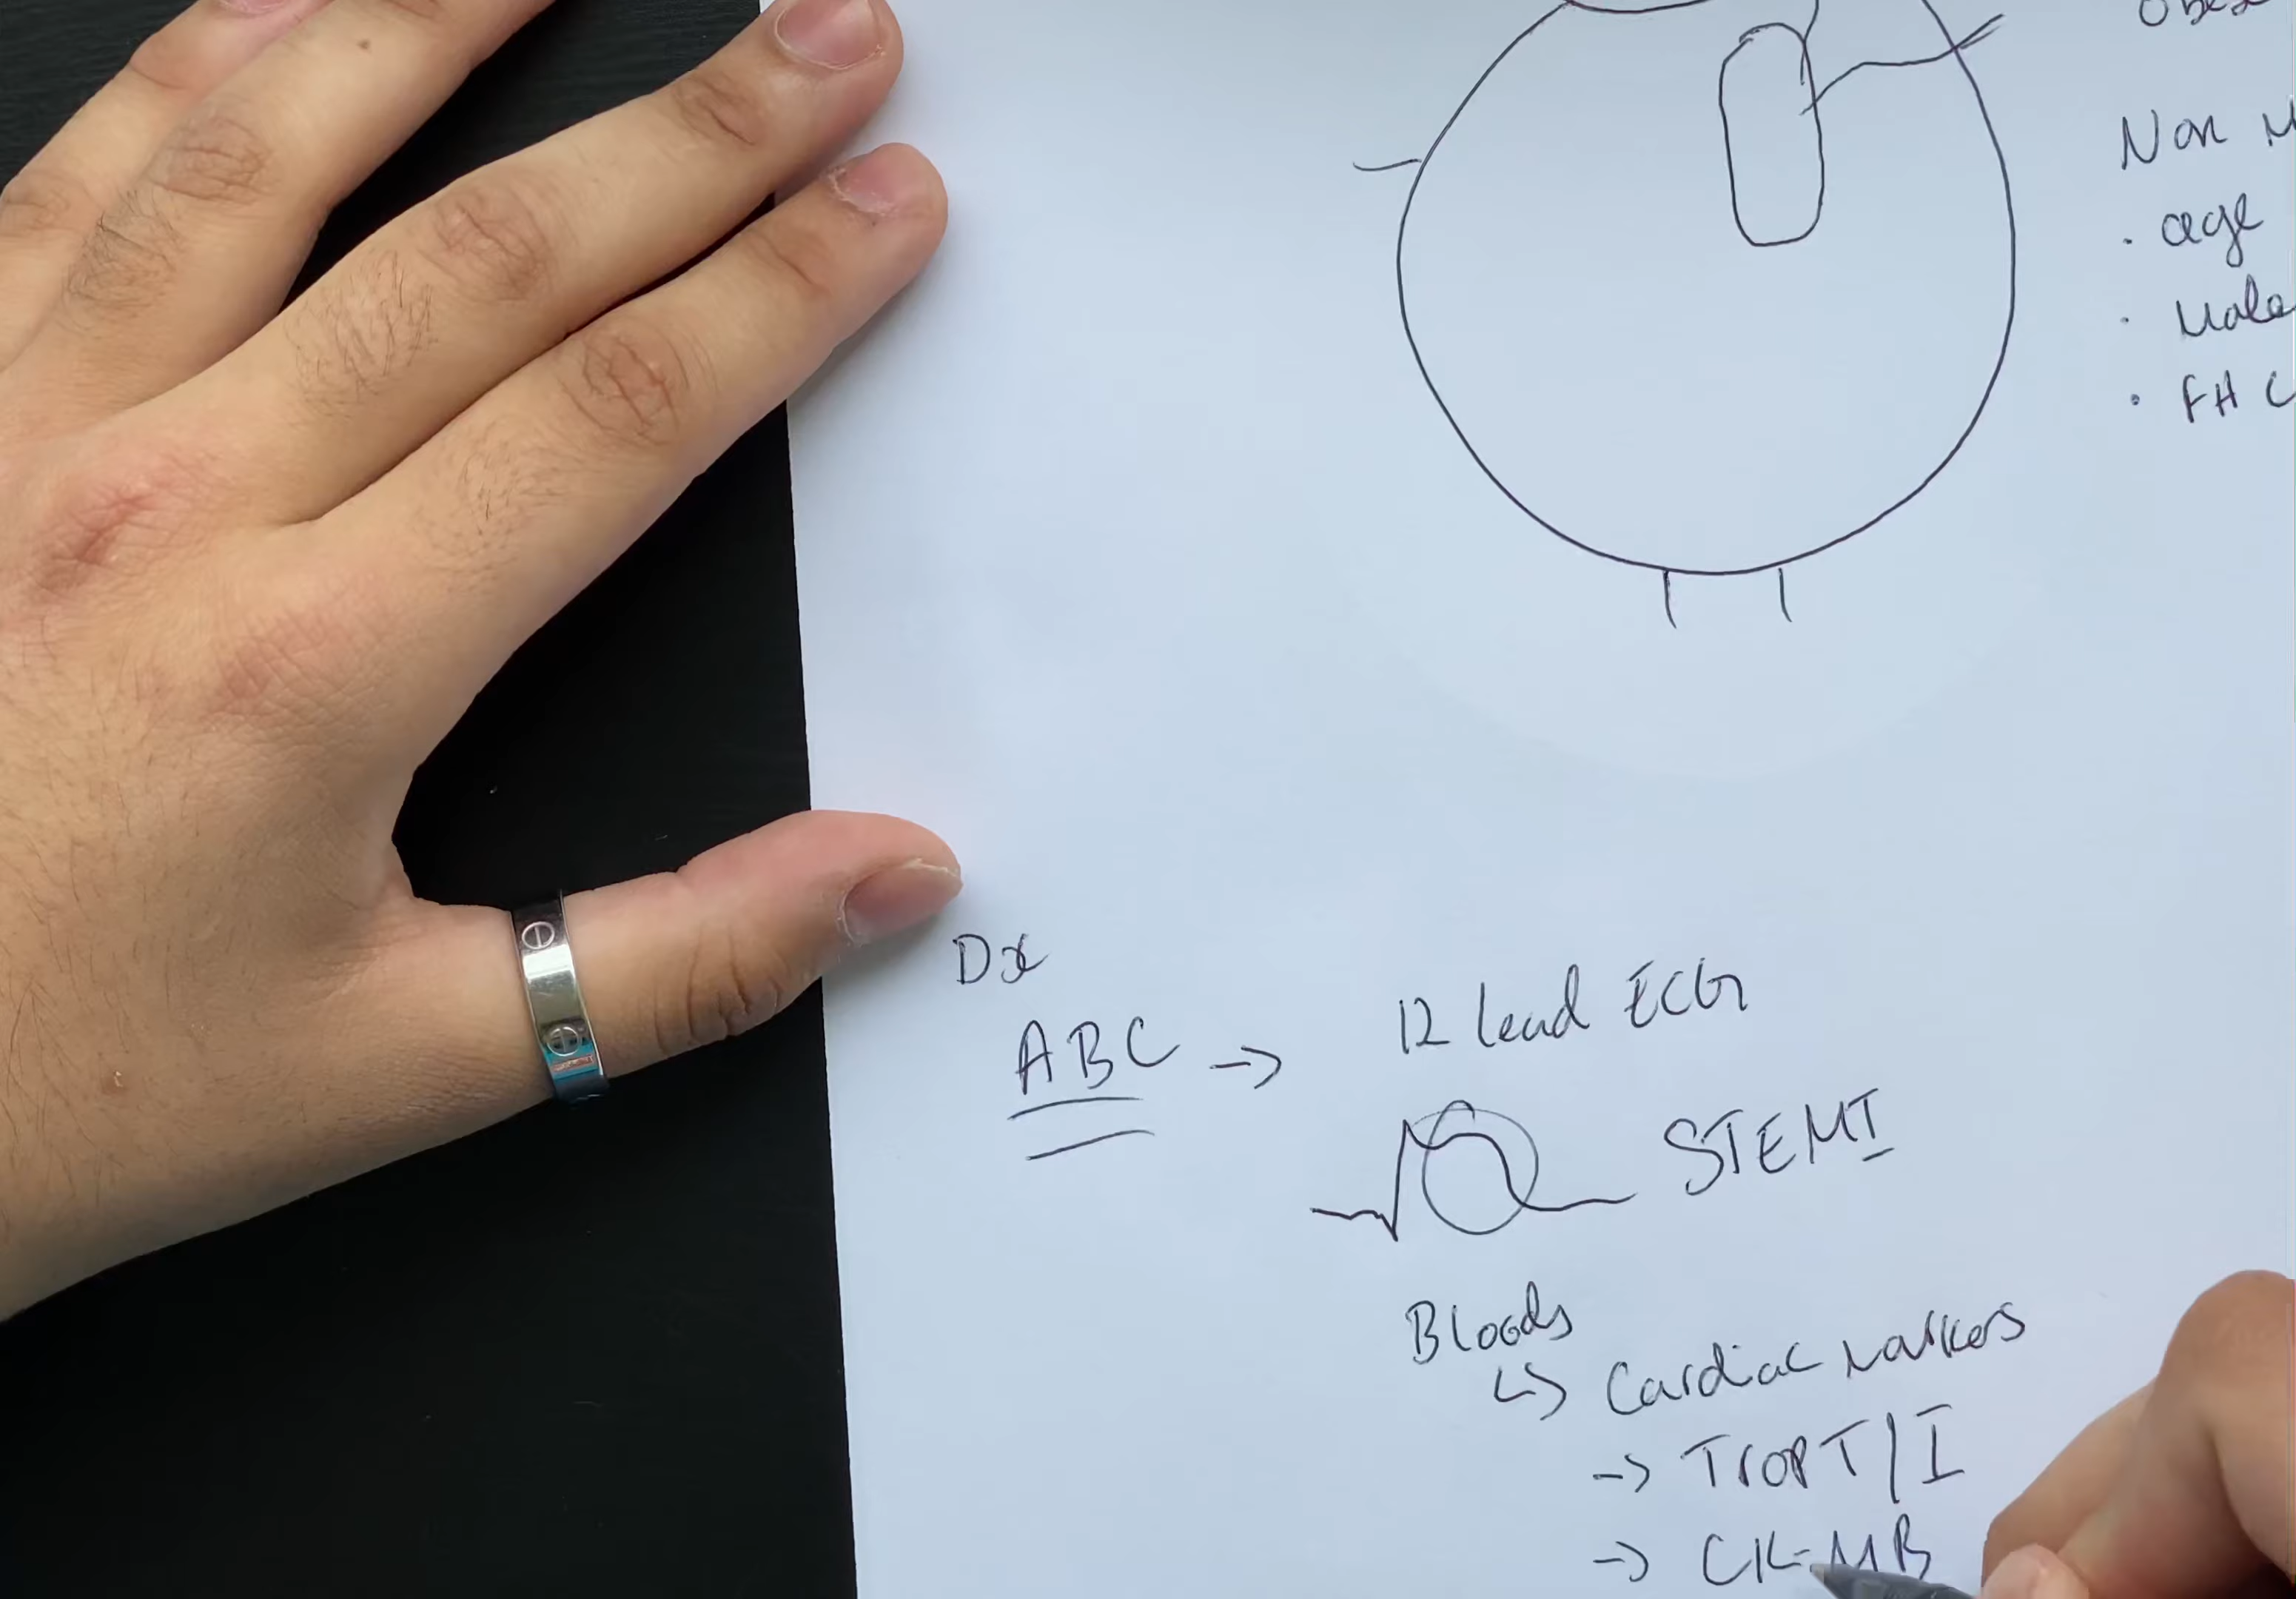 Non
. age
. Male
. FH
Dx
ABC -> 12 lead ECG
STEMI
Bloods
↳ Cardiac Markers
-> TropT/I
-> CK-MB